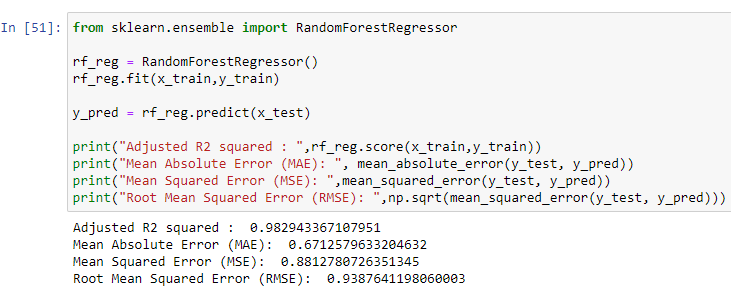 In [51]: from sklearn.ensemble import RandomForestRegressor
rf_reg = RandomForestRegressor()
rf_reg.fit(x_train,y_train)
y_pred = rf_reg.predict(x_test)
print("Adjusted R2 squared : ",rf_reg.score(x_train,y_train))
print("Mean Absolute Error (MAE): ", mean_absolute_error(y_test, y_pred))
print("Mean Squared Error (MSE): ",mean_squared_error(y_test, y_pred))
print("Root Mean Squared Error (RMSE): ",np.sqrt(mean_squared_error(y_test, y_pred)))
Adjusted R2 squared :  0.982943367107951
Mean Absolute Error (MAE):  0.6712579633204632
Mean Squared Error (MSE):  0.8812780726351345
Root Mean Squared Error (RMSE):  0.9387641198060003